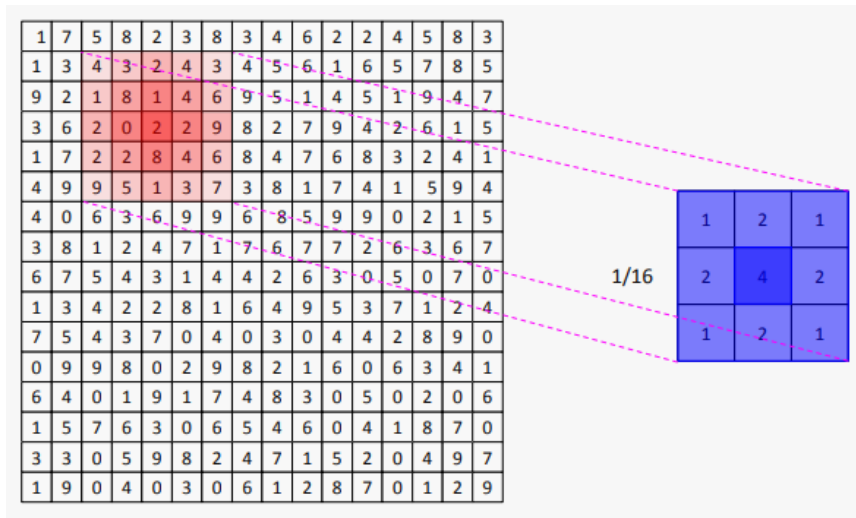 1 7 5 8 2 3 8 3 4 6 2 2 4 5 8 3
1 3 4 3 2 4 3 4 5 6 1 6 5 7 8 5
9 2 1 8 1 4 6 9 5 1 4 5 1 9 4 7
3 6 2 0 2 2 9 8 2 7 9 4 2 6 1 5
1 7 2 2 8 4 6 8 4 7 6 8 3 2 4 1
4 9 9 5 1 3 7 3 8 1 7 4 1 5 9 4
4 0 6 3 6 9 9 6 8 5 9 9 0 2 1 5
3 8 1 2 4 7 1 7 6 7 7 2 6 3 6 7
6 7 5 4 3 1 4 4 2 6 3 0 5 0 7 0
1 3 4 2 2 8 1 6 4 9 5 3 7 1 2 4
7 5 4 3 7 0 4 0 3 0 4 4 2 8 9 0
0 9 9 8 0 2 9 8 2 1 6 0 6 3 4 1
6 4 0 1 9 1 7 4 8 3 0 5 0 2 0 6
1 5 7 6 3 0 6 5 4 6 0 4 1 8 7 0
3 3 0 5 9 8 2 4 7 1 5 2 0 4 9 7
1 9 0 4 0 3 0 6 1 2 8 7 0 1 2 9
1/16
1 2 1
2 4 2
1 2 1